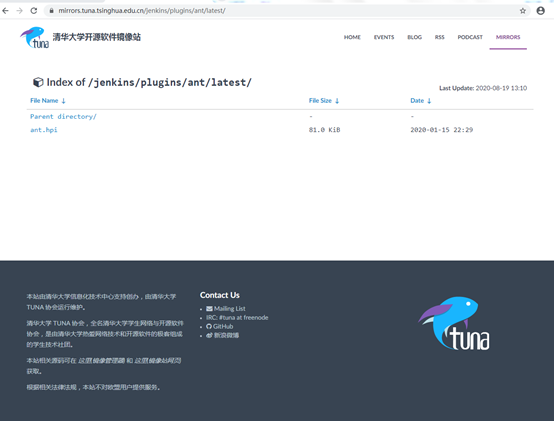 mirrors.tuna.tsinghua.edu.cn/jenkins/plugins/ant/latest/
tuna 清华大学开源软件镜像站 HOME EVENTS BLOG RSS PODCAST MIRRORS
Index of /jenkins/plugins/ant/latest/
Last Update: 2020-08-19 13:10
File Name ↓ File Size ↓ Date ↓
Parent directory/ - -
ant.hpi 81.0 KiB 2020-01-15 22:29
本站由清华大学信息化技术中心支持创办，由清华大学
TUNA 协会运行维护。
清华大学 TUNA 协会，全名清华大学学生网络与开源软件
协会，是由清华大学热爱网络技术和开源软件的极客组成
的学生技术社团。
本站相关源码可在 这里(镜像管理器) 和 这里(镜像站网页)
获取。
根据相关法律法规，本站不对欧盟用户提供服务。
Contact Us
Mailing List
IRC: #tuna at freenode
GitHub
新浪微博
tuna